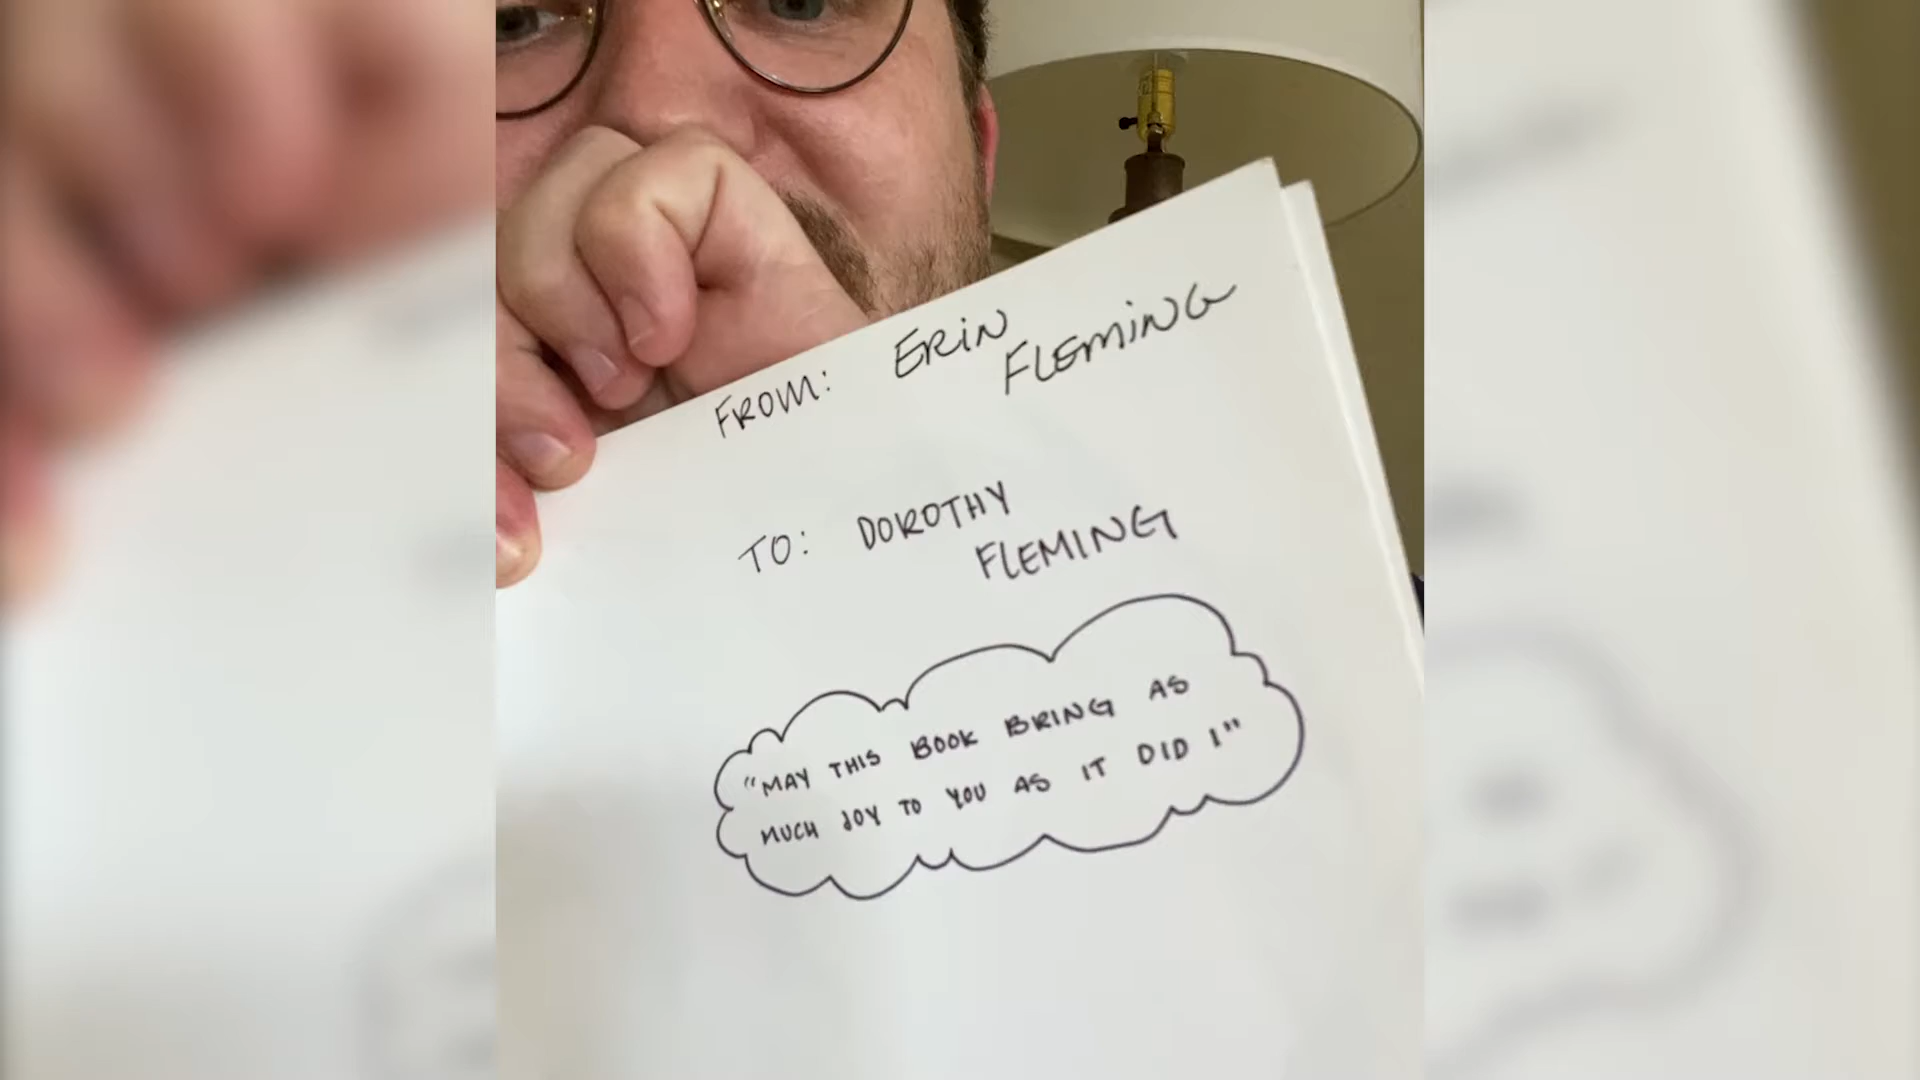 FROM: ERIN
FLEMING
TO: DOROTHY
FLEMING
"MAY THIS BOOK BRING AS
MUCH JOY TO YOU AS IT DID I"